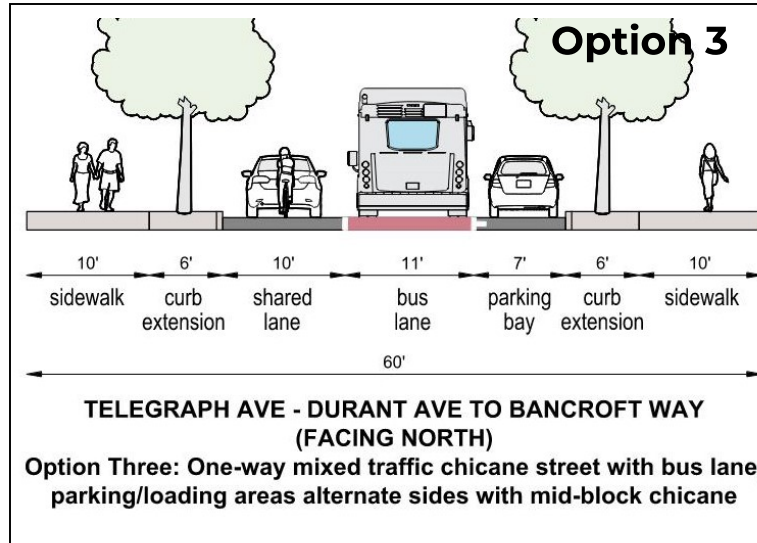 Option 3
10' 6' 10' 11' 7' 6' 10'
sidewalk curb extension shared lane bus lane parking bay curb extension sidewalk
60'
TELEGRAPH AVE - DURANT AVE TO BANCROFT WAY
(FACING NORTH)
Option Three: One-way mixed traffic chicane street with bus lane
parking/loading areas alternate sides with mid-block chicane